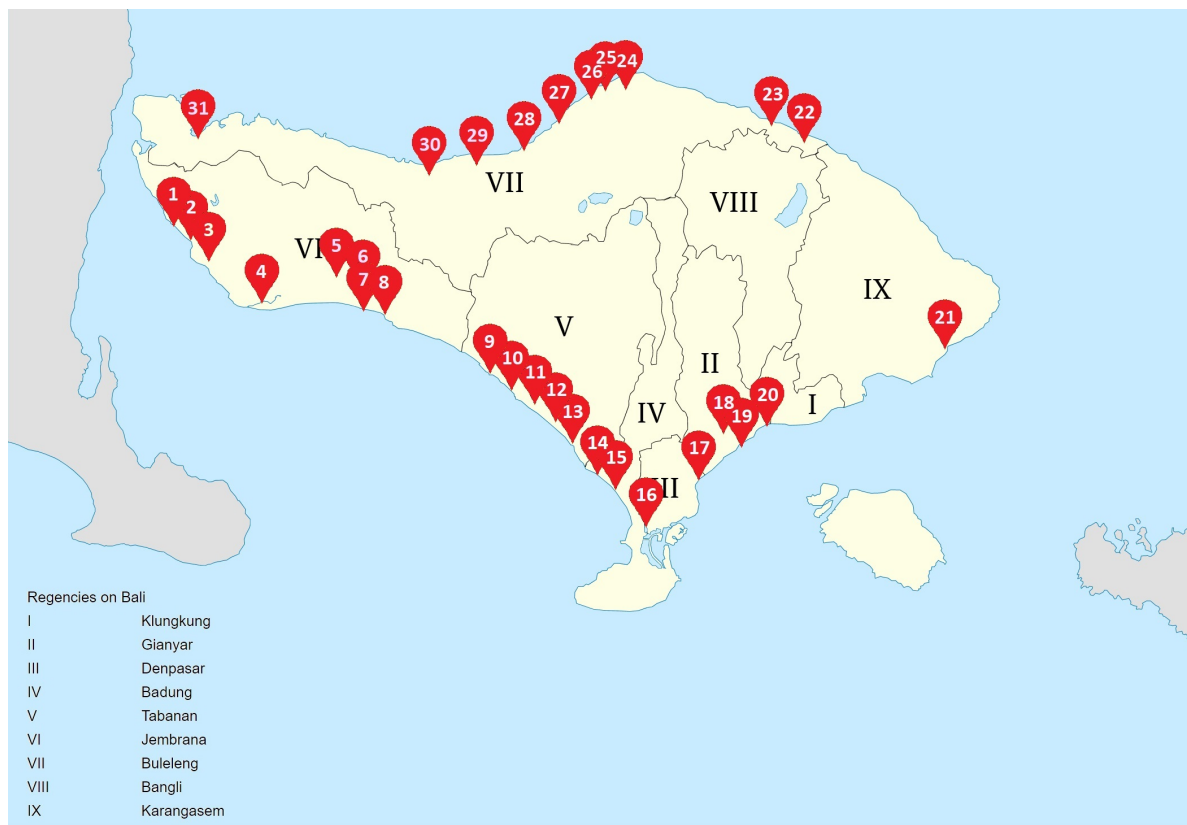 31
25
24
26
27
23
28
22
30
29
VII
1
2
VIII
3
VI
5
6
4
7
8
IX
21
V
9
10
II
11
12
20
I
13
18
IV
19
14
15
17
16
III
Regencies on Bali
I Klungkung
II Gianyar
III Denpasar
IV Badung
V Tabanan
VI Jembrana
VII Buleleng
VIII Bangli
IX Karangasem